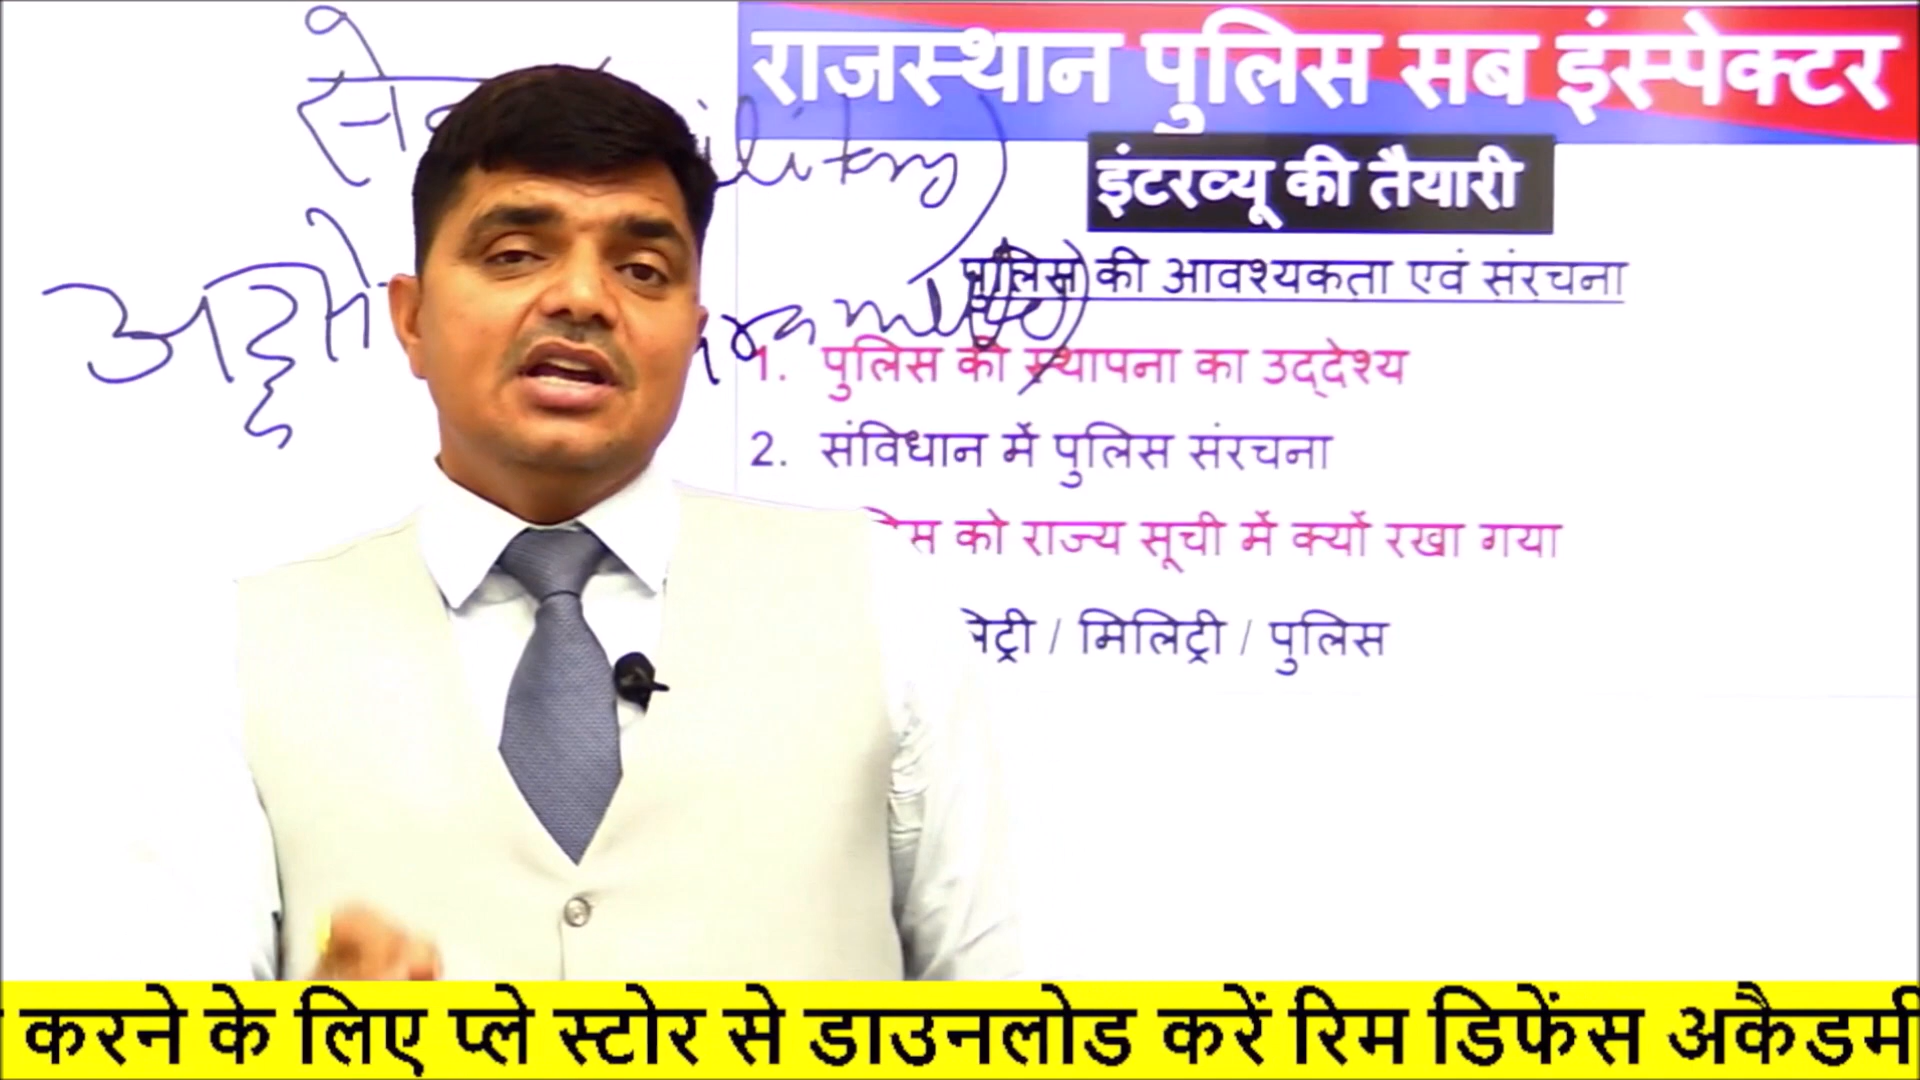 राजस्थान पुलिस सब इंस्पेक्टर
इंटरव्यू की तैयारी
पुलिस की आवश्यकता एवं संरचना
1. पुलिस की स्थापना का उद्देश्य
2. संविधान में पुलिस संरचना
को राज्य सूची में क्यों रखा गया
/ मिलिट्री / पुलिस
करने के लिए प्ले स्टोर से डाउनलोड करें रिम डिफेंस अकैडमी